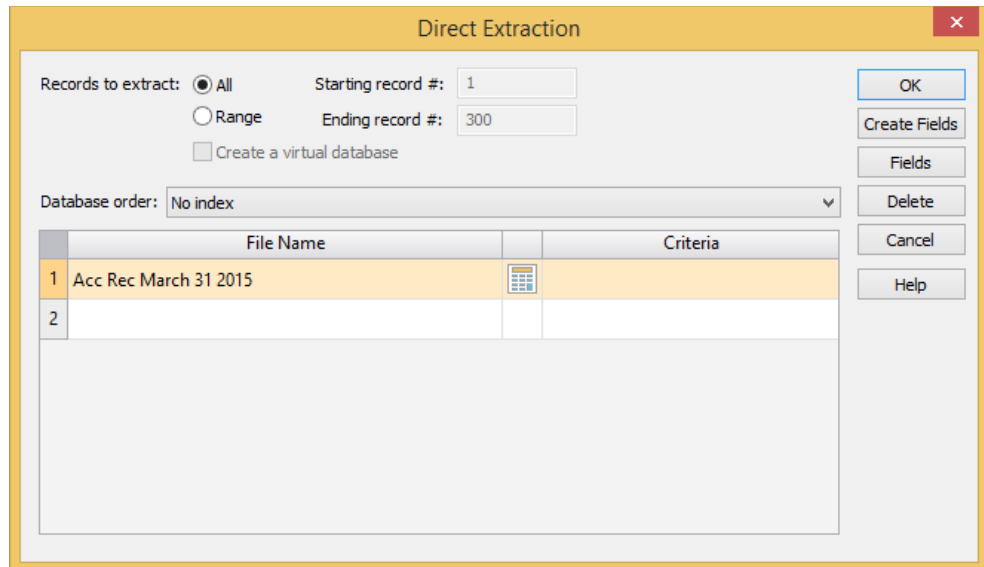 Direct Extraction
Records to extract: All Starting record #: 1
Range Ending record #: 300
Create a virtual database
Database order: No index
File Name Criteria
1 Acc Rec March 31 2015
2
OK
Create Fields
Fields
Delete
Cancel
Help